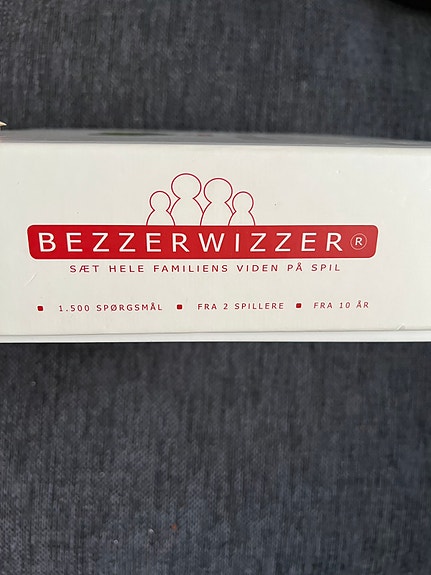 BEZZERWIZZER®
SÆT HELE FAMILIENS VIDEN PÅ SPIL
▪ 1.500 SPØRGSMÅL ▪ FRA 2 SPILLERE ▪ FRA 10 ÅR